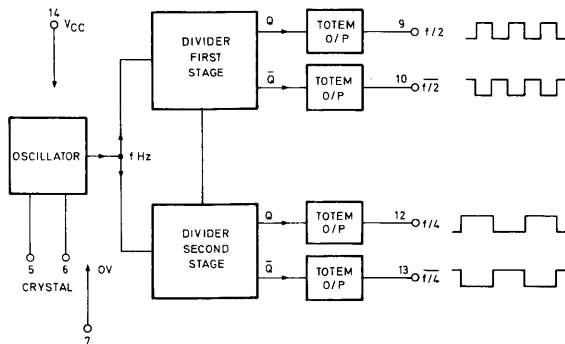 14
VCC
OSCILLATOR
5
6
CRYSTAL
OV
7
f Hz
DIVIDER
FIRST
STAGE
Q
TOTEM
O/P
9
f/2
Q̅
TOTEM
O/P
10
f/2̅
DIVIDER
SECOND
STAGE
Q
TOTEM
O/P
12
f/4
Q̅
TOTEM
O/P
13
f/4̅